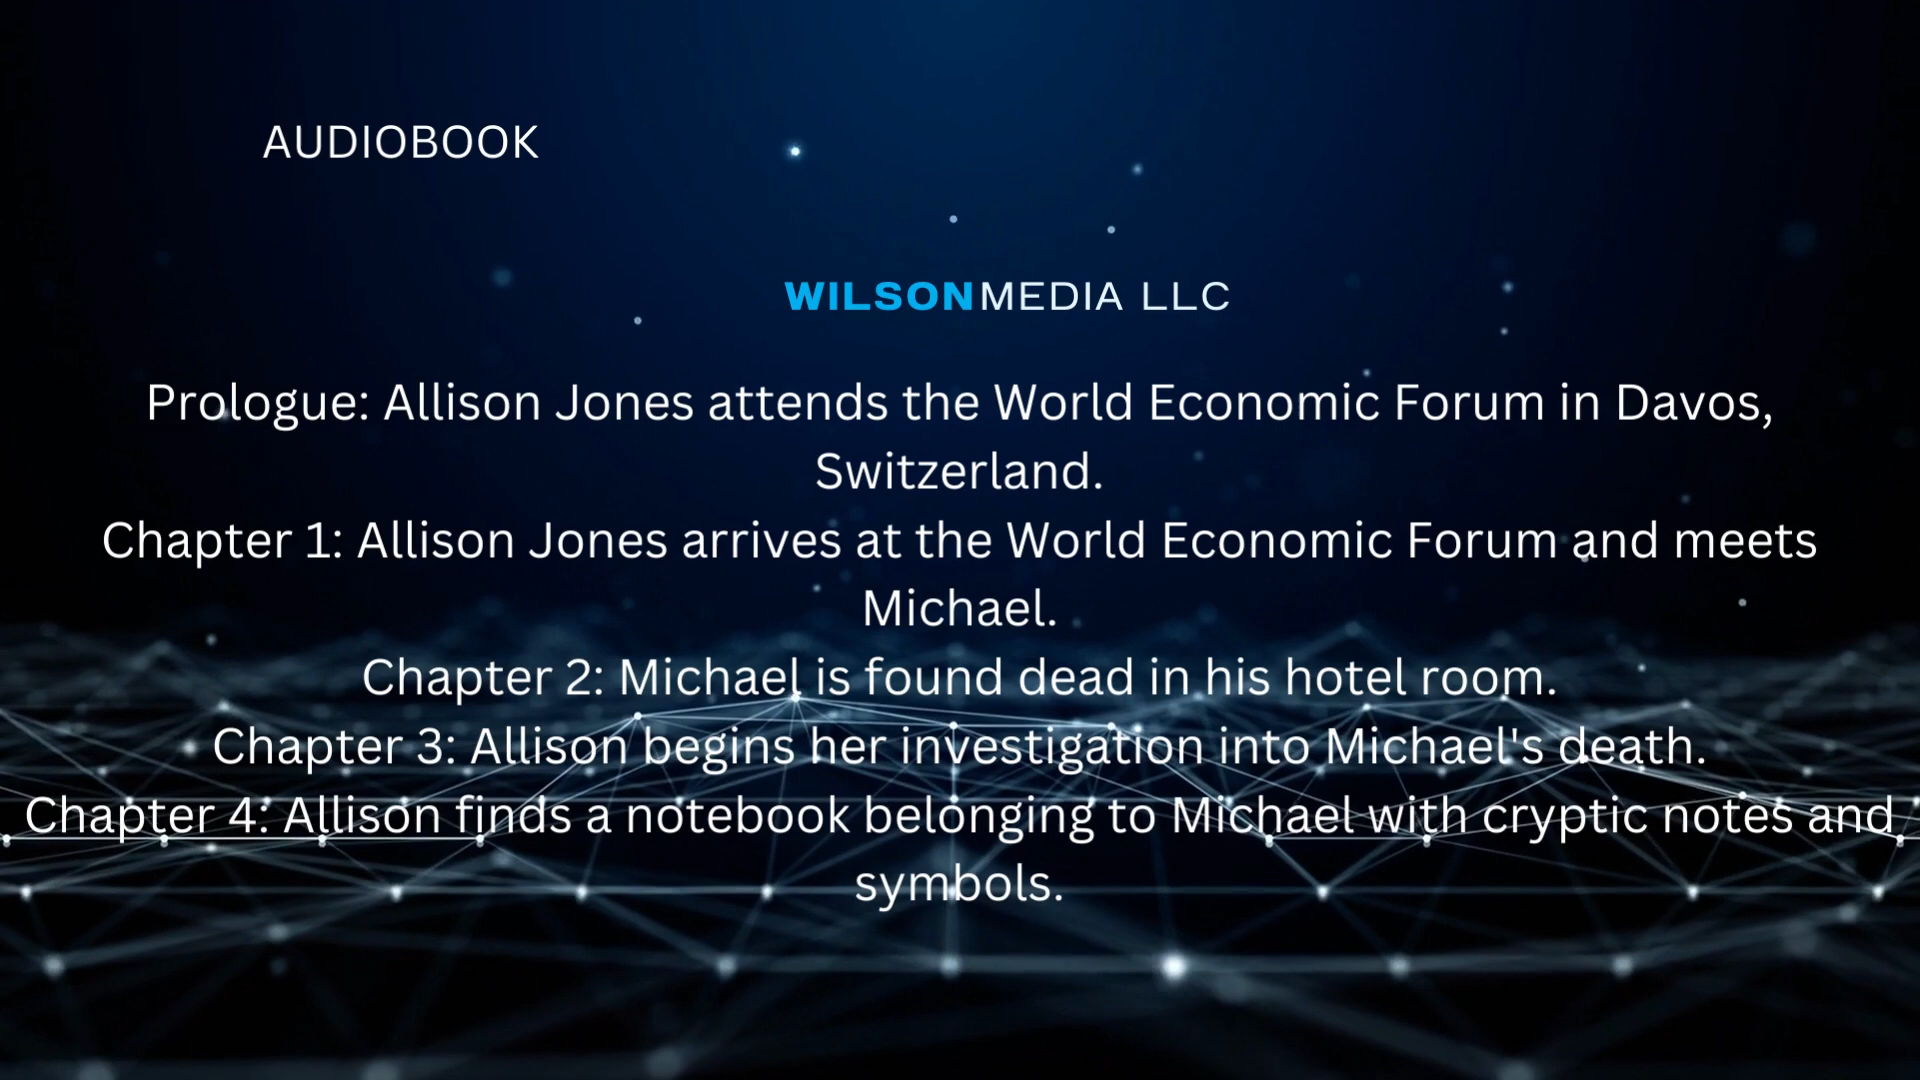 AUDIOBOOK
WILSONMEDIA LLC
Prologue: Allison Jones attends the World Economic Forum in Davos,
Switzerland.
Chapter 1: Allison Jones arrives at the World Economic Forum and meets
Michael.
Chapter 2: Michael is found dead in his hotel room.
Chapter 3: Allison begins her investigation into Michael's death.
Chapter 4: Allison finds a notebook belonging to Michael with cryptic notes and
symbols.